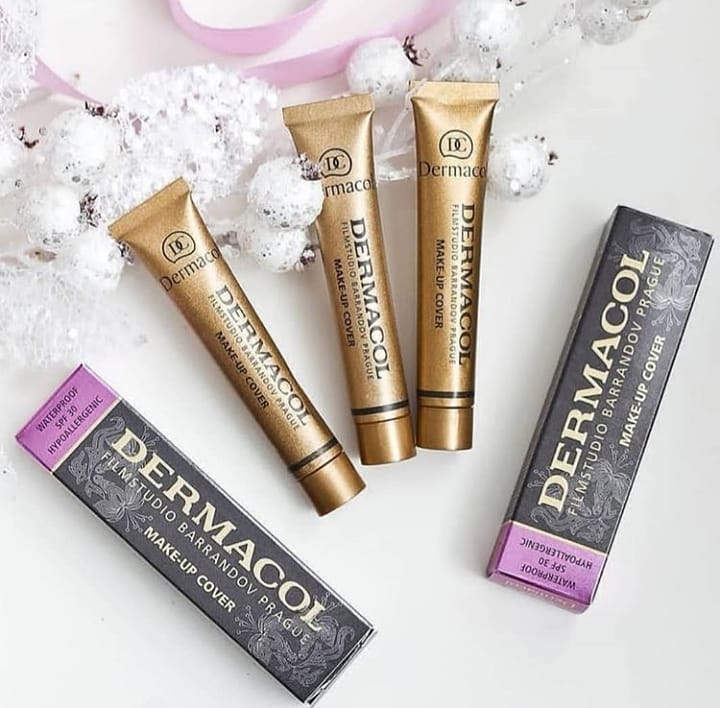 DC
Dermacol
DERMACOL
FILMSTUDIO BARRANDOV PRAGUE
MAKE-UP COVER
DC
Dermacol
DERMACOL
FILMSTUDIO BARRANDOV PRAGUE
MAKE-UP COVER
DC
Dermacol
DERMACOL
FILMSTUDIO BARRANDOV PRAGUE
MAKE-UP COVER
WATERPROOF
SPF 30
HYPOALLERGENIC
DERMACOL
FILMSTUDIO BARRANDOV PRAGUE
MAKE-UP COVER
DERMACOL
FILMSTUDIO BARRANDOV PRAGUE
MAKE-UP COVER
WATERPROOF
SPF 30
HYPOALLERGENIC